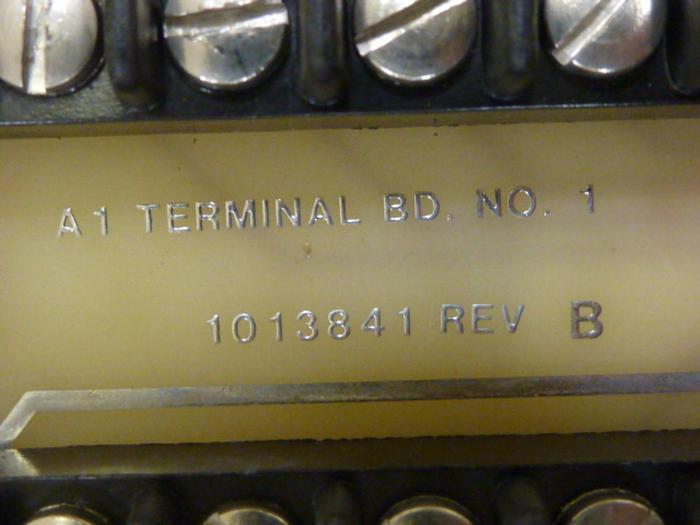 A1 TERMINAL BD. NO. 1
1013841 REV B